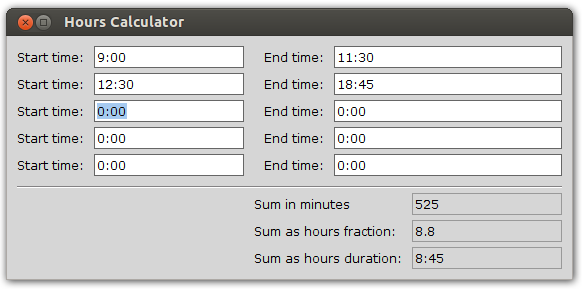 Hours Calculator
Start time: 9:00 End time: 11:30
Start time: 12:30 End time: 18:45
Start time: 0:00 End time: 0:00
Start time: 0:00 End time: 0:00
Start time: 0:00 End time: 0:00
Sum in minutes 525
Sum as hours fraction: 8.8
Sum as hours duration: 8:45